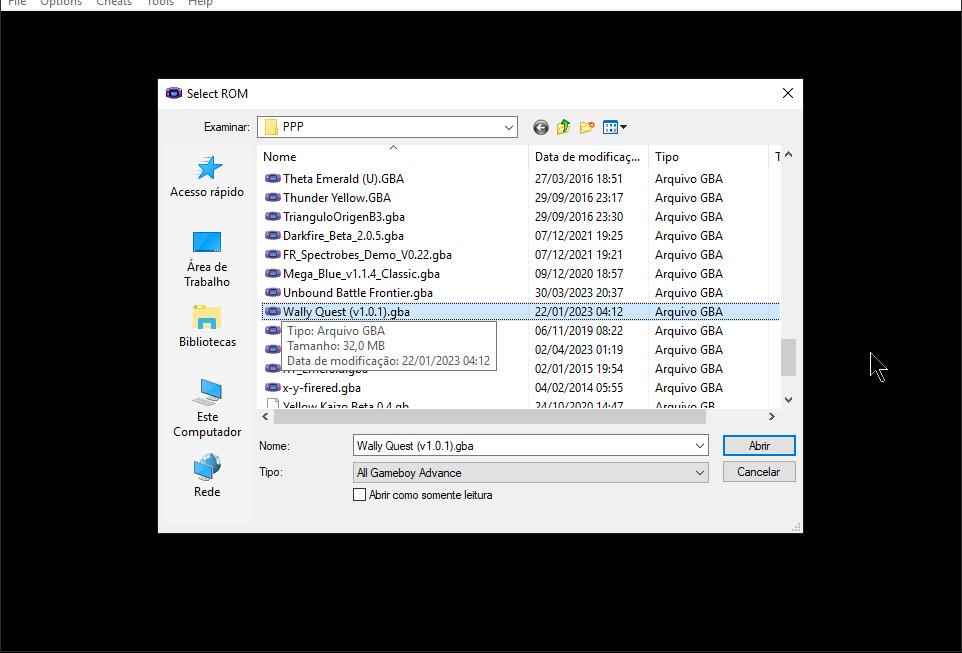 File Options Cheats Tools Help
Select ROM
Examinar: PPP
Nome Data de modificaç... Tipo T
Acesso rápido
Área de
Trabalho
Bibliotecas
Este
Computador
Rede
Theta Emerald (U).GBA 27/03/2016 18:51 Arquivo GBA
Thunder Yellow.GBA 29/09/2016 23:17 Arquivo GBA
TrianguloOrigenB3.gba 29/09/2016 23:30 Arquivo GBA
Darkfire_Beta_2.0.5.gba 07/12/2021 19:25 Arquivo GBA
FR_Spectrobes_Demo_V0.22.gba 07/12/2021 19:21 Arquivo GBA
Mega_Blue_v1.1.4_Classic.gba 09/12/2020 18:57 Arquivo GBA
Unbound Battle Frontier.gba 30/03/2023 20:37 Arquivo GBA
Wally Quest (v1.0.1).gba 22/01/2023 04:12 Arquivo GBA
06/11/2019 08:22 Arquivo GBA
02/04/2023 01:19 Arquivo GBA
02/01/2015 19:54 Arquivo GBA
Tipo: Arquivo GBA
Tamanho: 32,0 MB
Data de modificação: 22/01/2023 04:12
x-y-firered.gba 04/02/2014 05:55 Arquivo GBA
Yellow Kaizo Beta 0.4.gb 24/10/2020 14:47 Arquivo GB
Nome: Wally Quest (v1.0.1).gba Abrir
Tipo: All Gameboy Advance Cancelar
Abrir como somente leitura